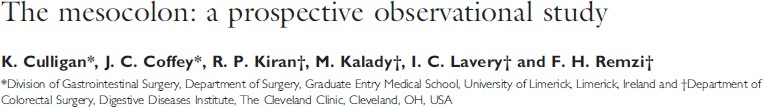 The mesocolon: a prospective observational study
K. Culligan*, J. C. Coffey*, R. P. Kiran†, M. Kalady†, I. C. Lavery† and F. H. Remzi†
*Division of Gastrointestinal Surgery, Department of Surgery, Graduate Entry Medical School, University of Limerick, Limerick, Ireland and †Department of
Colorectal Surgery, Digestive Diseases Institute, The Cleveland Clinic, Cleveland, OH, USA